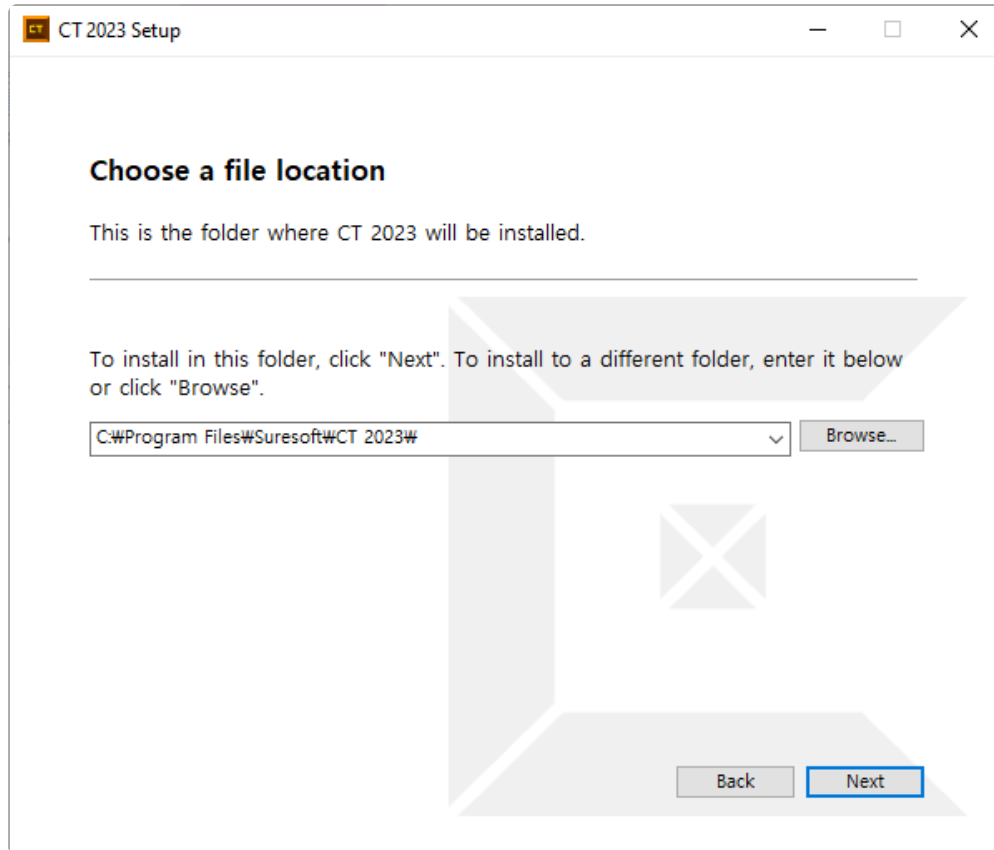 CT 2023 Setup
Choose a file location
This is the folder where CT 2023 will be installed.
To install in this folder, click "Next". To install to a different folder, enter it below
or click "Browse".
C:₩Program Files₩Suresoft₩CT 2023₩
Browse...
Back
Next